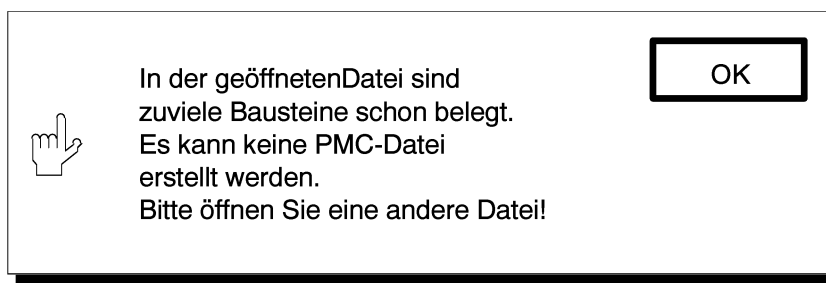 In der geöffnetenDatei sind
zuviele Bausteine schon belegt.
Es kann keine PMC-Datei
erstellt werden.
Bitte öffnen Sie eine andere Datei!
OK